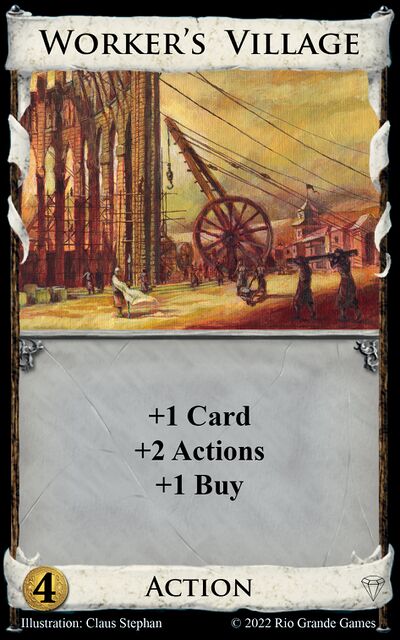 WORKER'S VILLAGE
+1 Card
+2 Actions
+1 Buy
4
ACTION
Illustration: Claus Stephan © 2022 Rio Grande Games